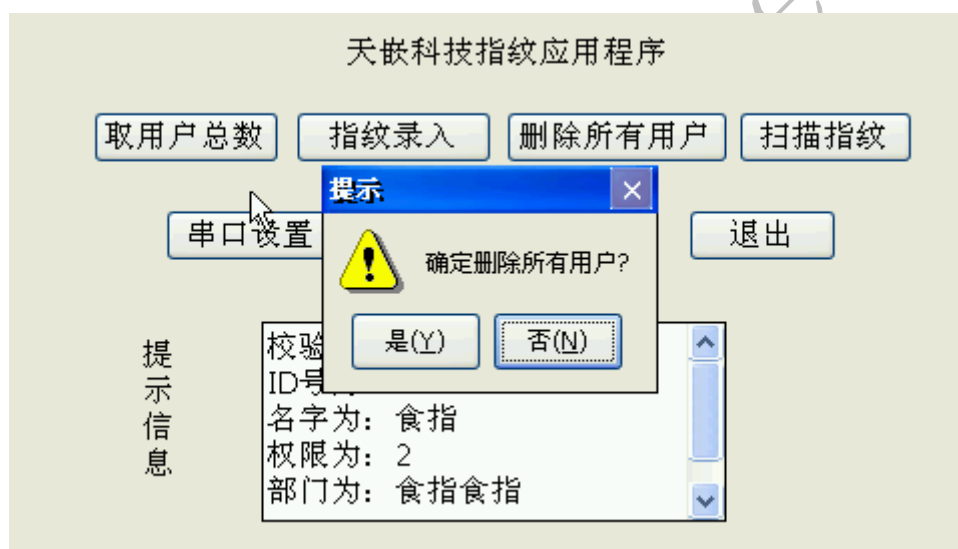 天嵌科技指纹应用程序
取用户总数 指纹录入 删除所有用户 扫描指纹
提示
串口设置 退出
确定删除所有用户?
是(Y) 否(N)
提示信息
校验
ID号
名字为: 食指
权限为: 2
部门为: 食指食指